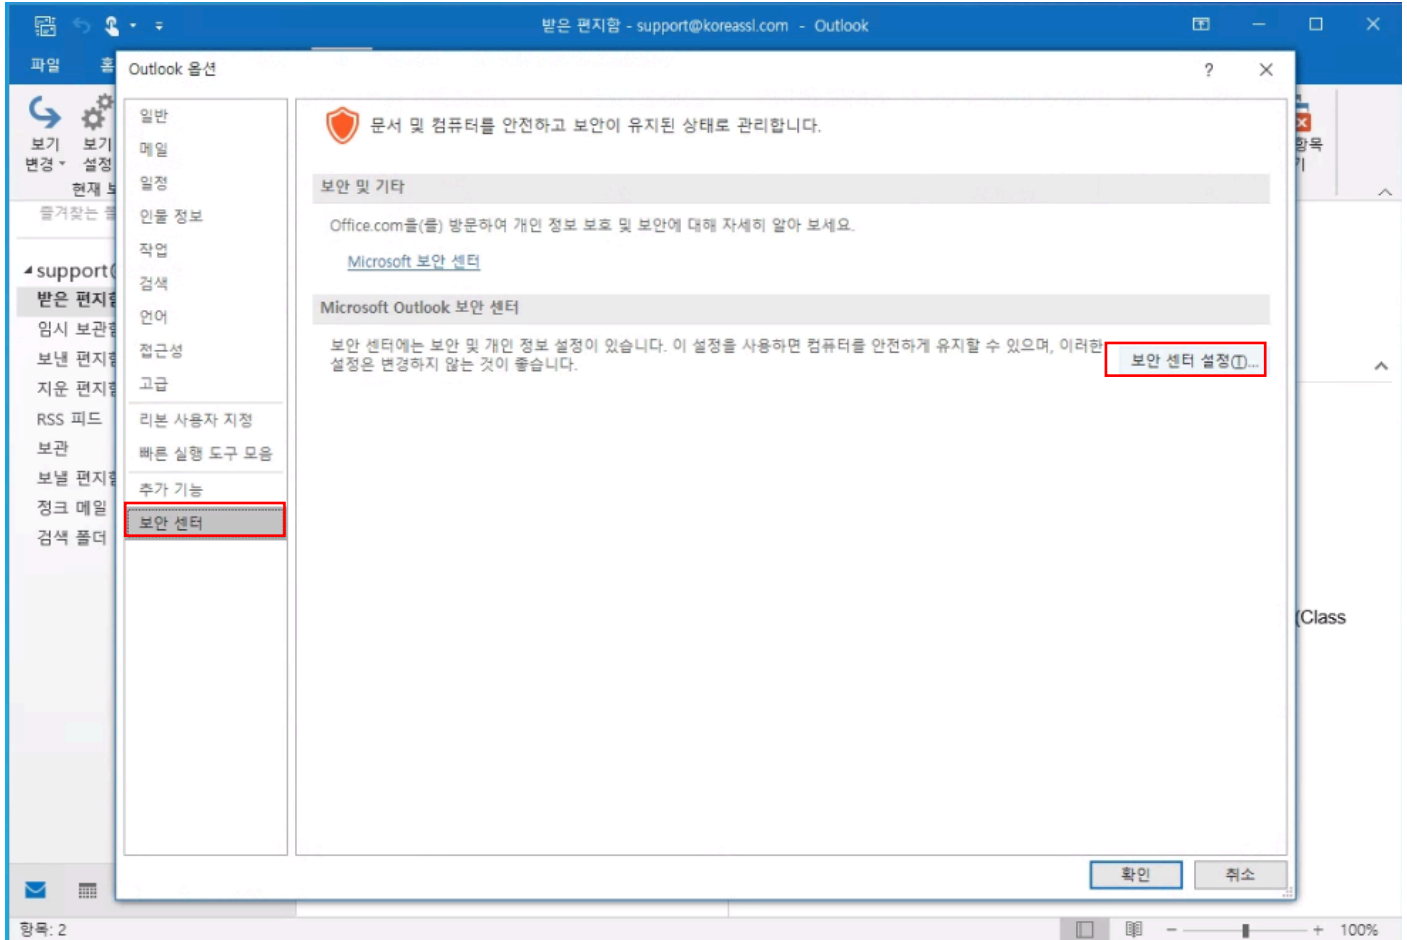 받은 편지함 - support@koreassl.com - Outlook
파일
홈
보기
변경
보기
설정
현재
항목
즐겨찾는
support@
받은 편지함
임시 보관함
보낸 편지함
지운 편지함
RSS 피드
보관
보낼 편지함
정크 메일
검색 폴더
Outlook 옵션
?
일반
메일
일정
인물 정보
작업
검색
언어
접근성
고급
리본 사용자 지정
빠른 실행 도구 모음
추가 기능
보안 센터
문서 및 컴퓨터를 안전하고 보안이 유지된 상태로 관리합니다.
보안 및 기타
Office.com을(를) 방문하여 개인 정보 보호 및 보안에 대해 자세히 알아 보세요.
Microsoft 보안 센터
Microsoft Outlook 보안 센터
보안 센터에는 보안 및 개인 정보 설정이 있습니다. 이 설정을 사용하면 컴퓨터를 안전하게 유지할 수 있으며, 이러한
설정은 변경하지 않는 것이 좋습니다.
보안 센터 설정(T)...
(Class
확인
취소
항목: 2
100%